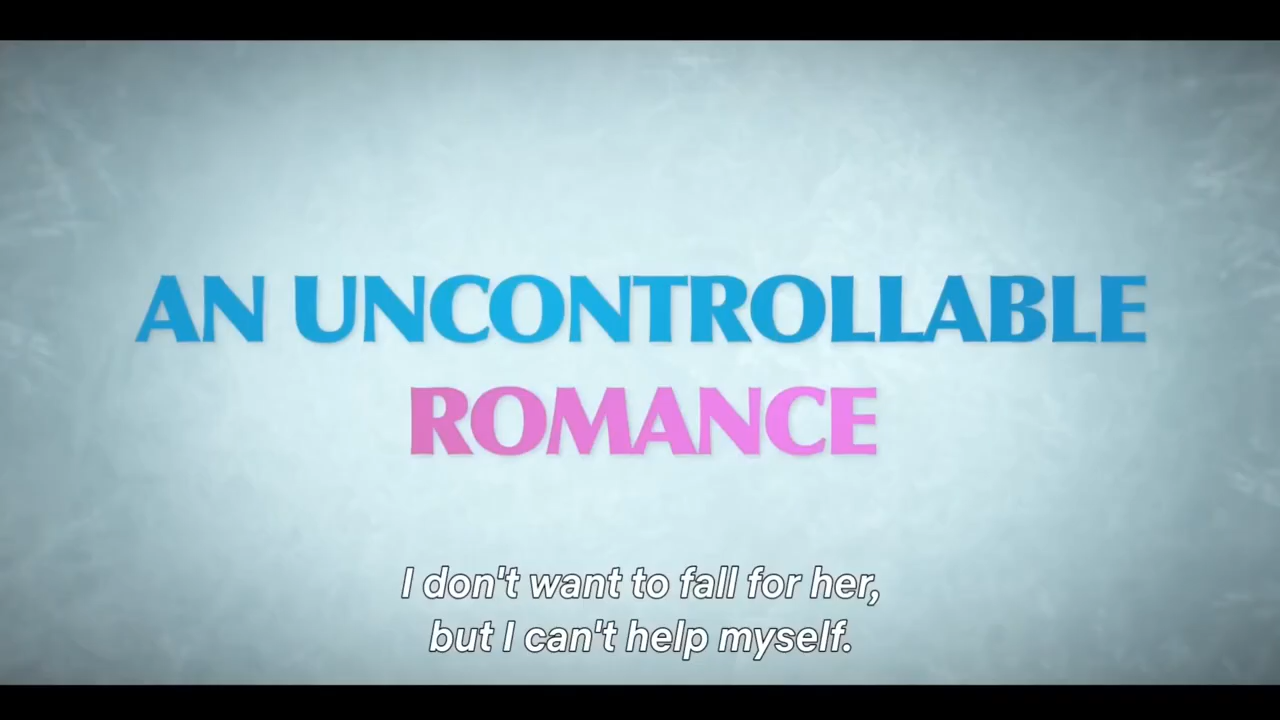 AN UNCONTROLLABLE
ROMANCE
I don't want to fall for her,
but I can't help myself.